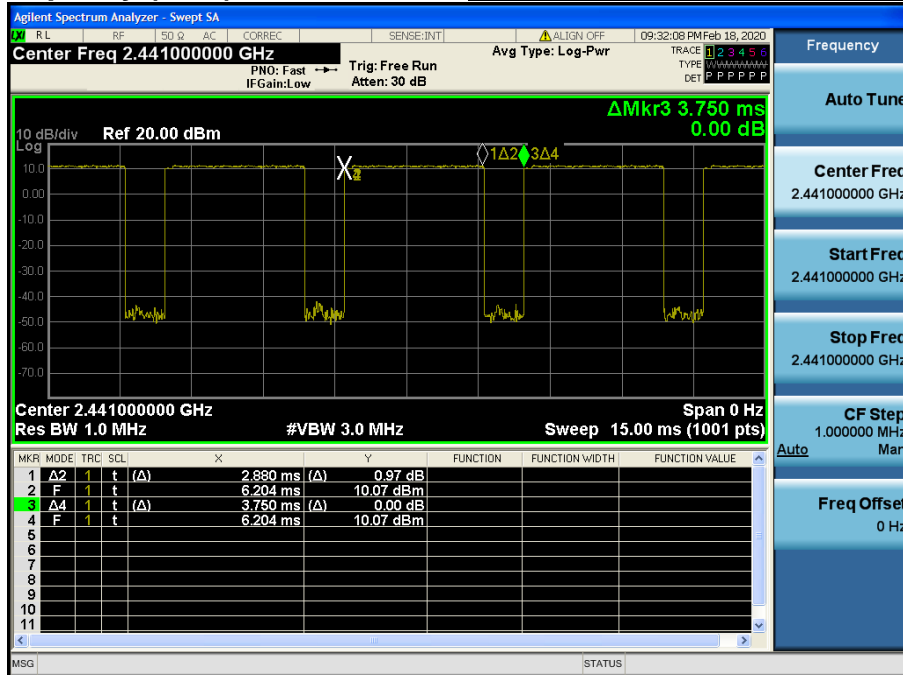 Agilent Spectrum Analyzer - Swept SA
LXI RL RF 50 Ω AC CORREC SENSE:INT ALIGN OFF 09:32:08 PM Feb 18, 2020
Center Freq 2.441000000 GHz Avg Type: Log-Pwr TRACE 1 2 3 4 5 6
PNO: Fast Trig: Free Run TYPE
IFGain:Low Atten: 30 dB DET P P P P P P
ΔMkr3 3.750 ms
0.00 dB
10 dB/div Ref 20.00 dBm
Log
1Δ2 3Δ4
10.0
0.00
-10.0
-20.0
-30.0
-40.0
-50.0
-60.0
-70.0
Center 2.441000000 GHz Span 0 Hz
Res BW 1.0 MHz #VBW 3.0 MHz Sweep 15.00 ms (1001 pts)
MKR MODE TRC SCL X Y FUNCTION FUNCTION WIDTH FUNCTION VALUE
1 Δ2 1 t (Δ) 2.880 ms (Δ) 0.97 dB
2 F 1 t 6.204 ms 10.07 dBm
3 Δ4 1 t (Δ) 3.750 ms (Δ) 0.00 dB
4 F 1 t 6.204 ms 10.07 dBm
5
6
7
8
9
10
11
MSG STATUS
Frequency
Auto Tune
Center Freq
2.441000000 GHz
Start Freq
2.441000000 GHz
Stop Freq
2.441000000 GHz
CF Step
1.000000 MHz
Auto Man
Freq Offset
0 Hz